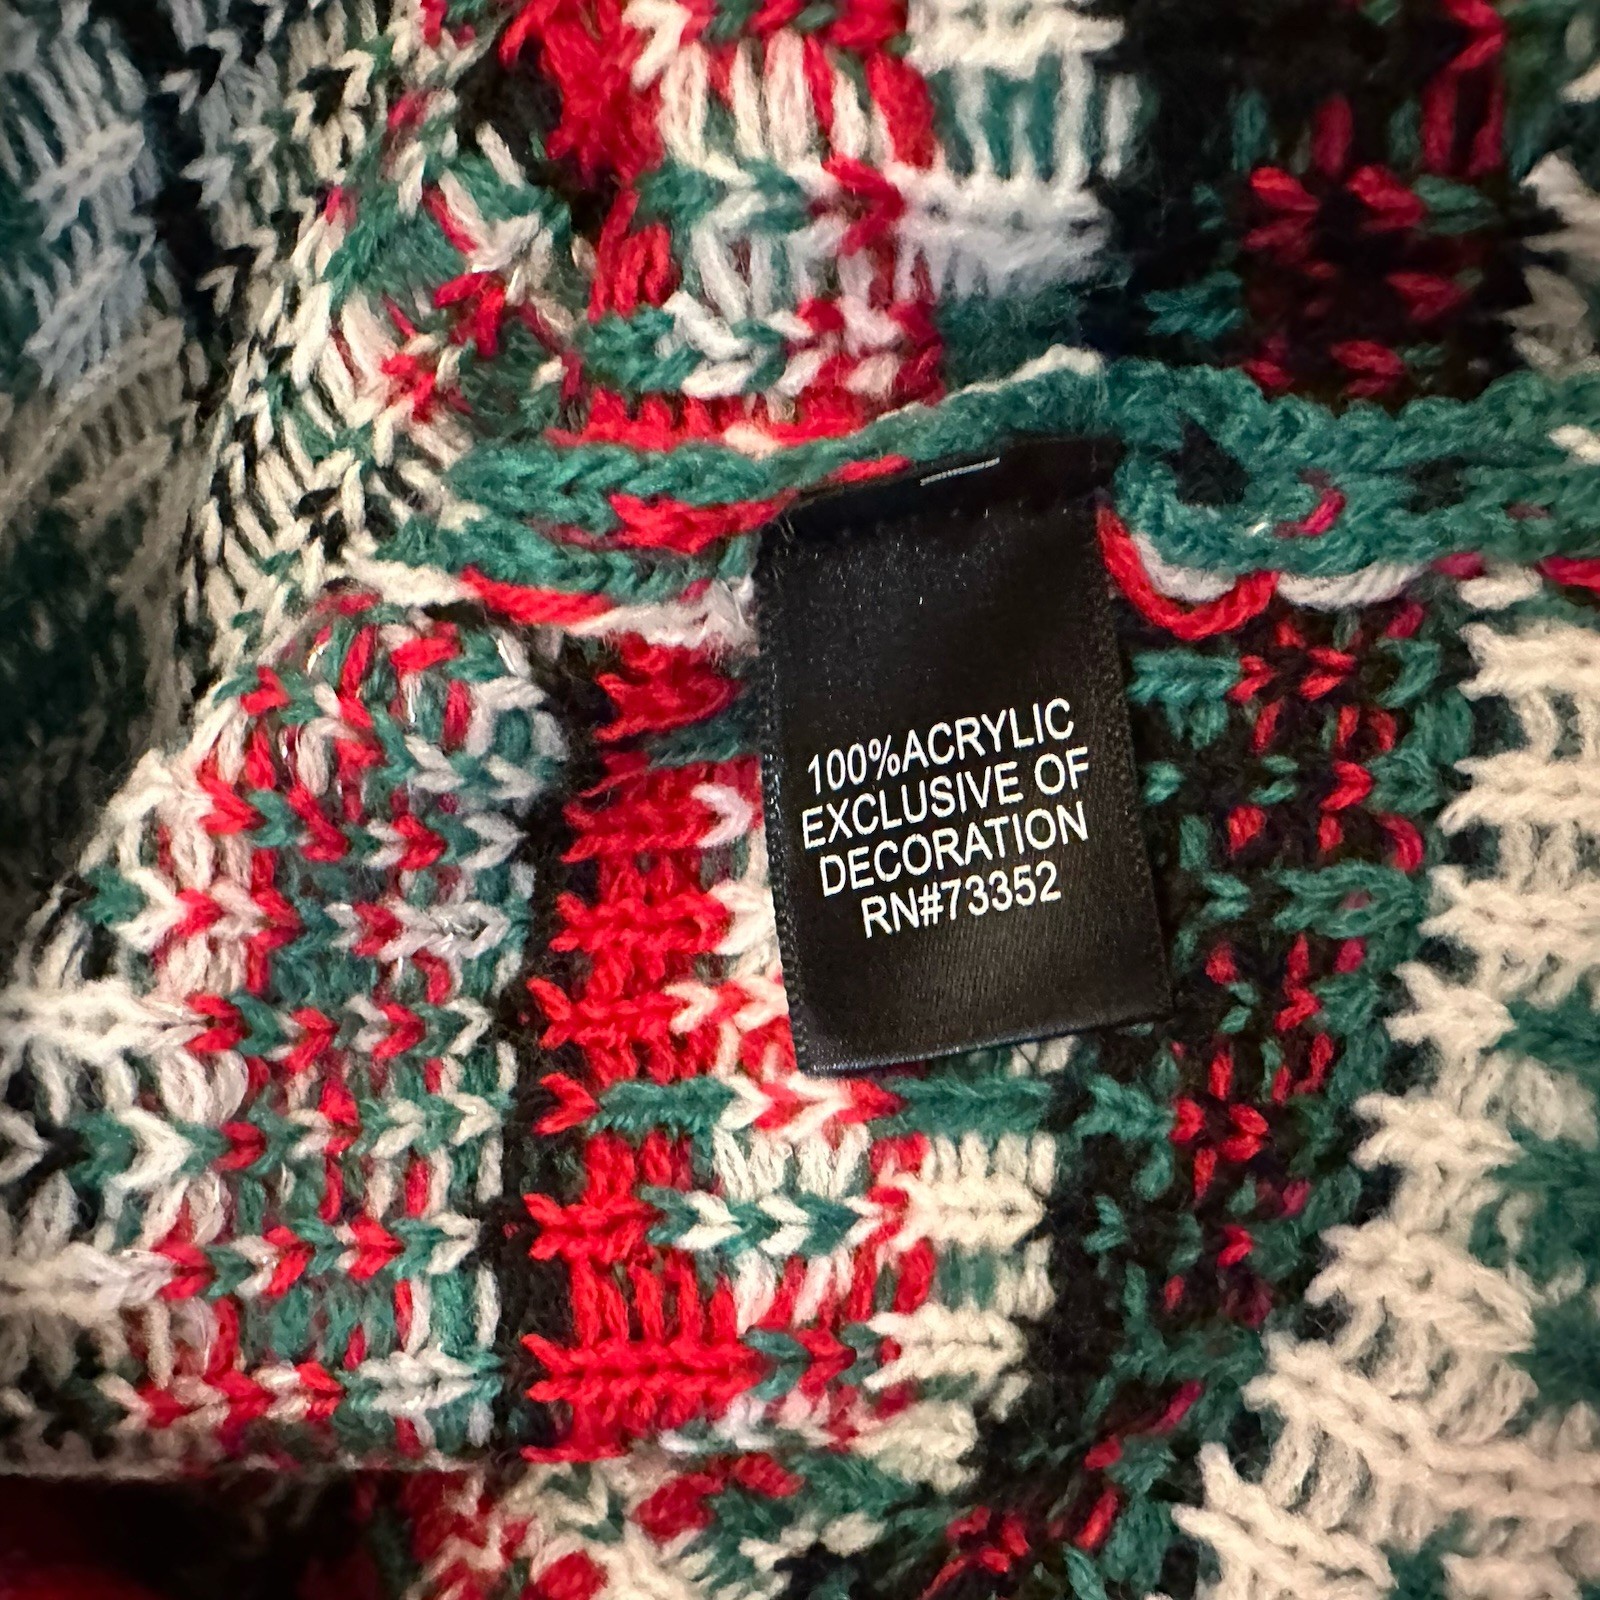 100%ACRYLIC
EXCLUSIVE OF
DECORATION
RN#73352